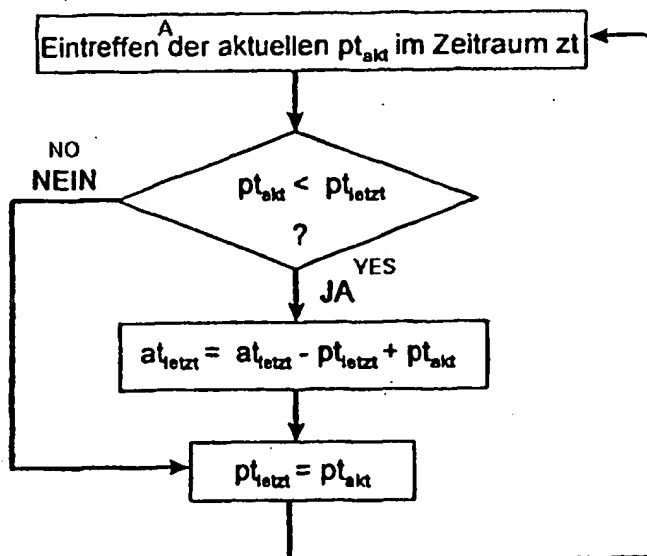 A
Eintreffen der aktuellen pt_akt im Zeitraum zt
NO
NEIN
pt_akt < pt_letzt
?
YES
JA
at_letzt = at_letzt - pt_letzt + pt_akt
pt_letzt = pt_akt